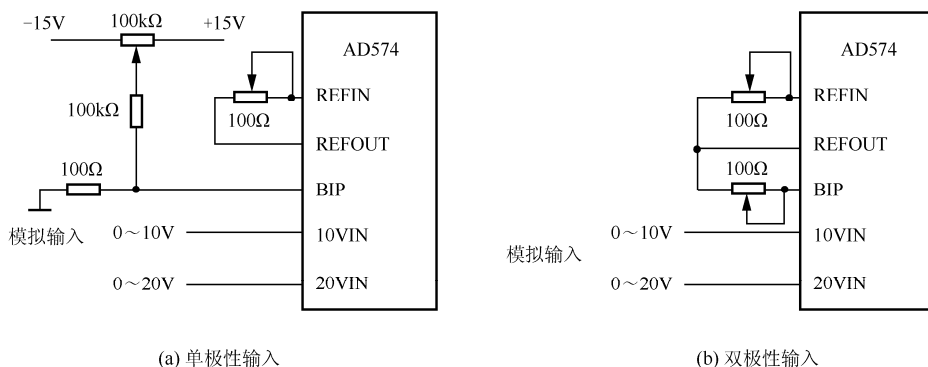 −15V
100kΩ
+15V
100kΩ
100Ω
模拟输入
0～10V
0～20V
100Ω
AD574
REFIN
REFOUT
BIP
10VIN
20VIN
(a) 单极性输入
100Ω
100Ω
模拟输入
0～10V
0～20V
AD574
REFIN
REFOUT
BIP
10VIN
20VIN
(b) 双极性输入